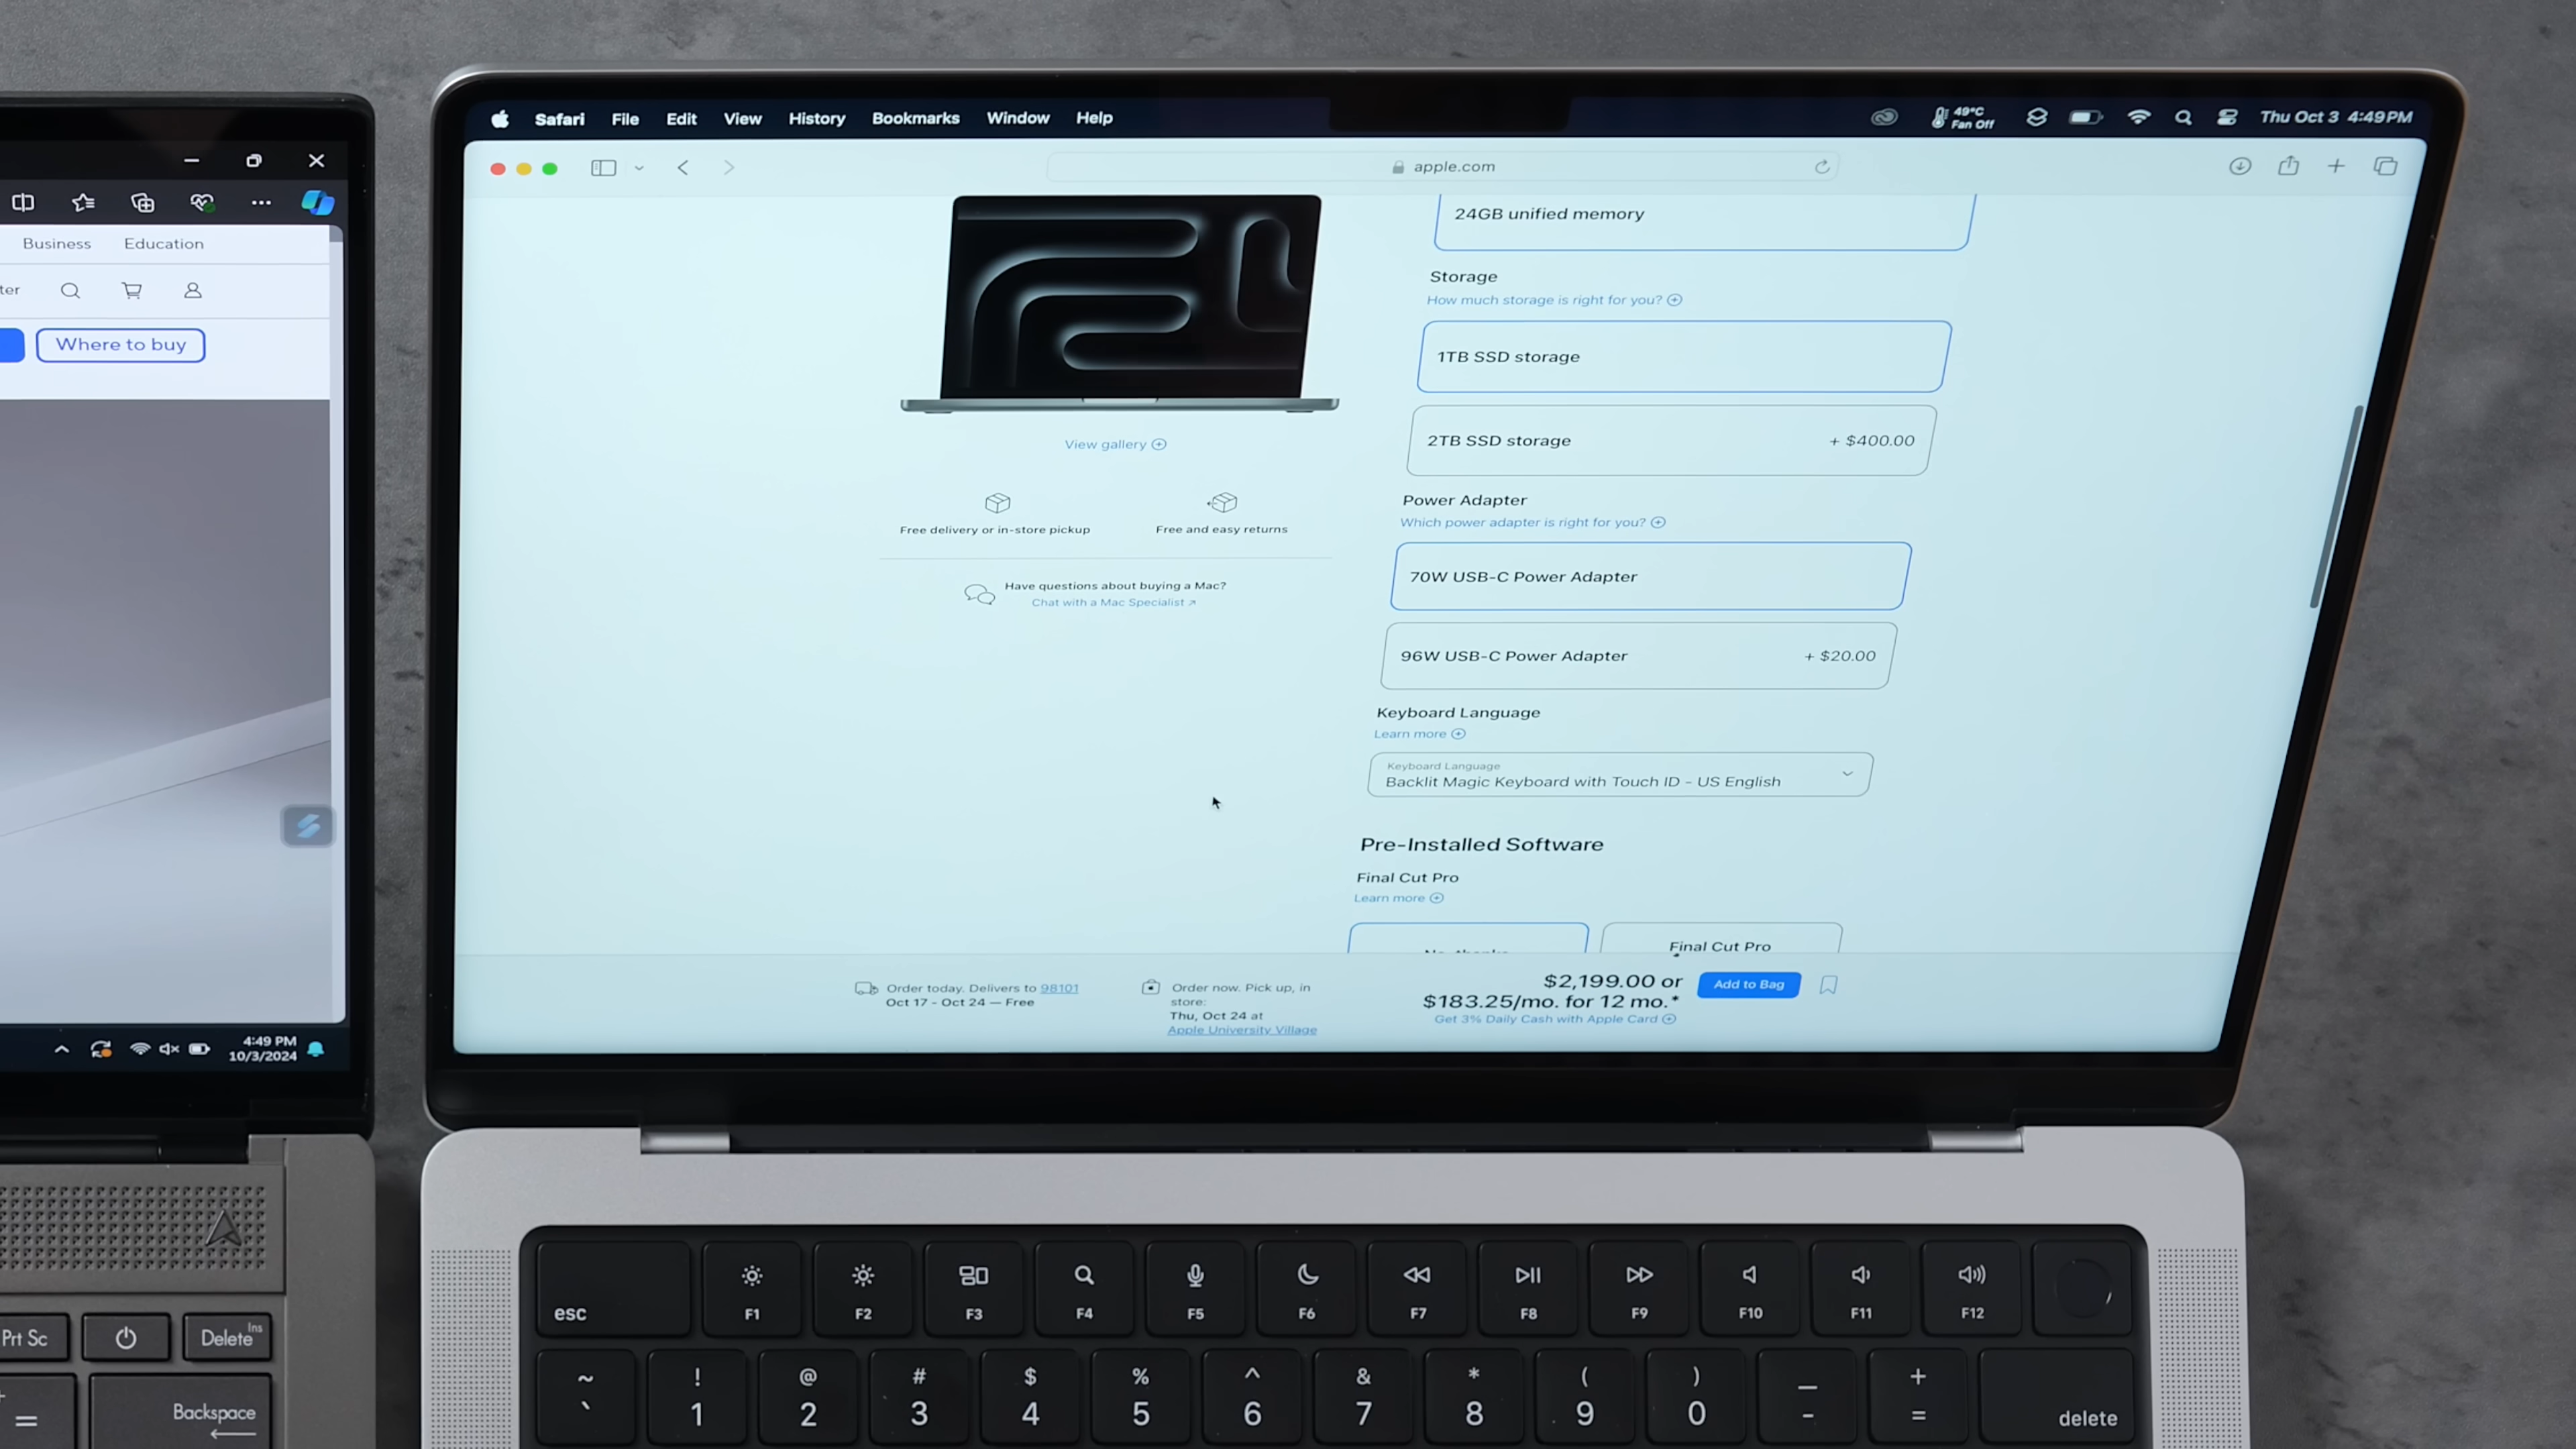 Business Education
ter
Where to buy
4:49 PM
10/3/2024
Prt Sc
Delete Ins
=
Backspace
Safari File Edit View History Bookmarks Window Help
49°C
Fan Off
Thu Oct 3 4:49 PM
apple.com
24GB unified memory
Storage
How much storage is right for you?
1TB SSD storage
2TB SSD storage + $400.00
View gallery
Free delivery or in-store pickup
Free and easy returns
Have questions about buying a Mac?
Chat with a Mac Specialist
Power Adapter
Which power adapter is right for you?
70W USB-C Power Adapter
96W USB-C Power Adapter + $20.00
Keyboard Language
Learn more
Keyboard Language
Backlit Magic Keyboard with Touch ID - US English
Pre-Installed Software
Final Cut Pro
Learn more
Final Cut Pro
Order today. Delivers to 98101
Oct 17 - Oct 24 — Free
Order now. Pick up, in
store:
Thu, Oct 24 at
Apple University Village
$2,199.00 or
$183.25/mo. for 12 mo.*
Get 3% Daily Cash with Apple Card
Add to Bag
esc F1 F2 F3 F4 F5 F6 F7 F8 F9 F10 F11 F12
~ ! @ # $ % ^ & * ( ) — +
` 1 2 3 4 5 6 7 8 9 0 - = delete